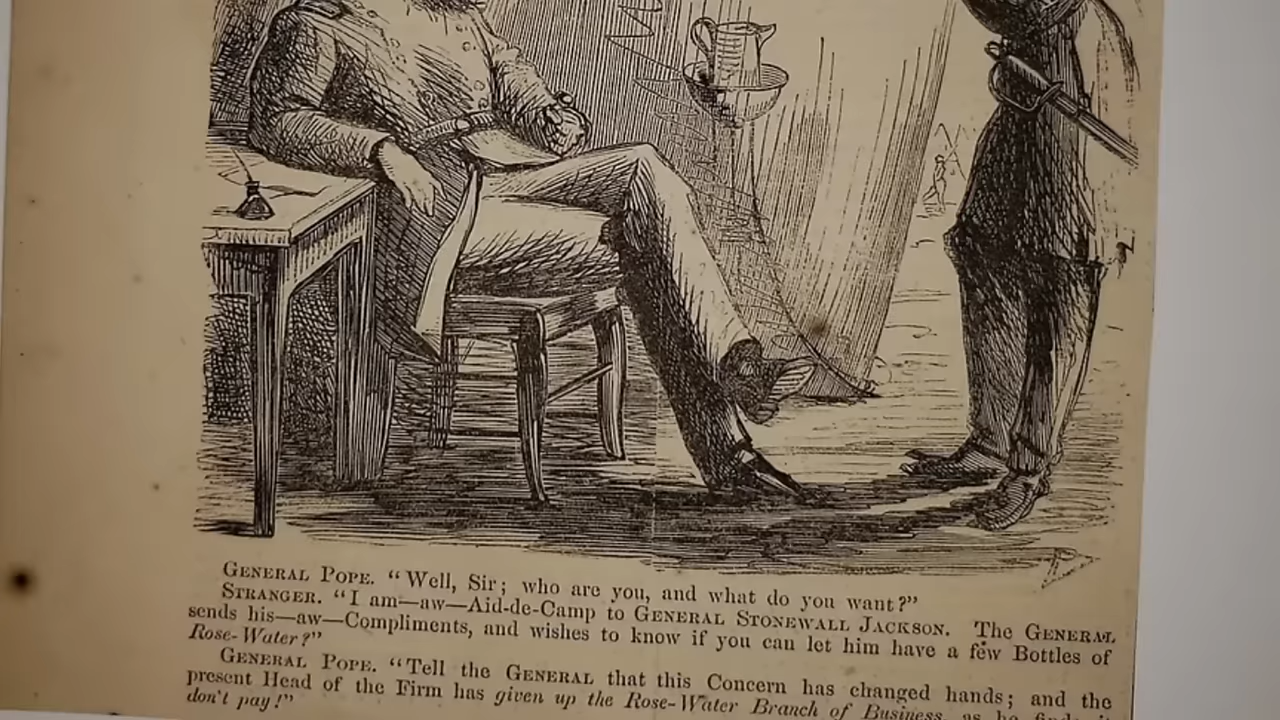 GENERAL POPE. "Well, Sir; who are you, and what do you want?"
STRANGER. "I am—aw—Aid-de-Camp to GENERAL STONEWALL JACKSON. The GENERAL
sends his—aw—Compliments, and wishes to know if you can let him have a few Bottles of
Rose-Water?"
GENERAL POPE. "Tell the GENERAL that this Concern has changed hands; and the
present Head of the Firm has given up the Rose-Water Branch of Business, as he
don't pay!"